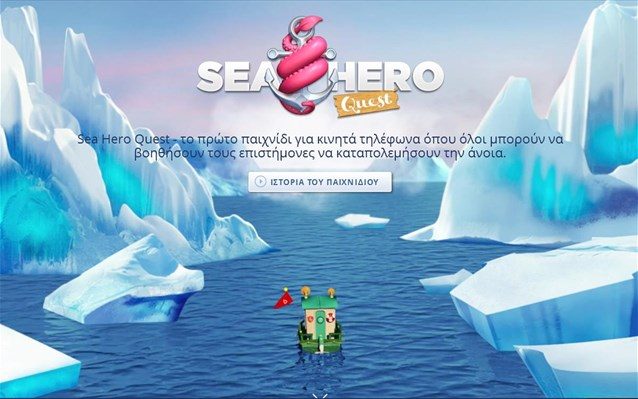 SEA HERO
Quest
Sea Hero Quest - το πρώτο παιχνίδι για κινητά τηλέφωνα όπου όλοι μπορούν να
βοηθήσουν τους επιστήμονες να καταπολεμήσουν την άνοια.
ΙΣΤΟΡΙΑ ΤΟΥ ΠΑΙΧΝΙΔΙΟΥ